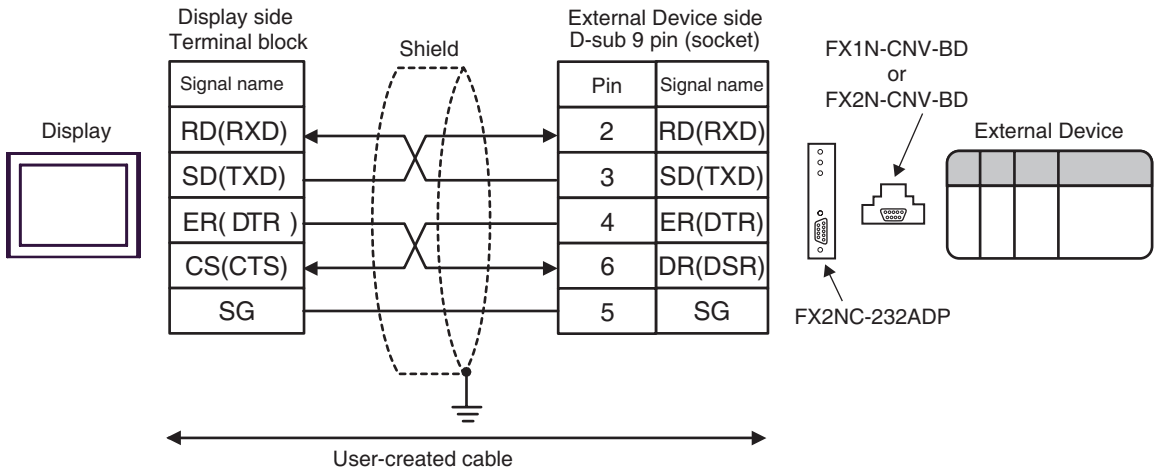 Display side
Terminal block
Shield
External Device side
D-sub 9 pin (socket)
FX1N-CNV-BD
or
FX2N-CNV-BD
Signal name
Pin
Signal name
Display
RD(RXD)
2
RD(RXD)
External Device
SD(TXD)
3
SD(TXD)
ER( DTR )
4
ER(DTR)
CS(CTS)
6
DR(DSR)
SG
5
SG
FX2NC-232ADP
User-created cable